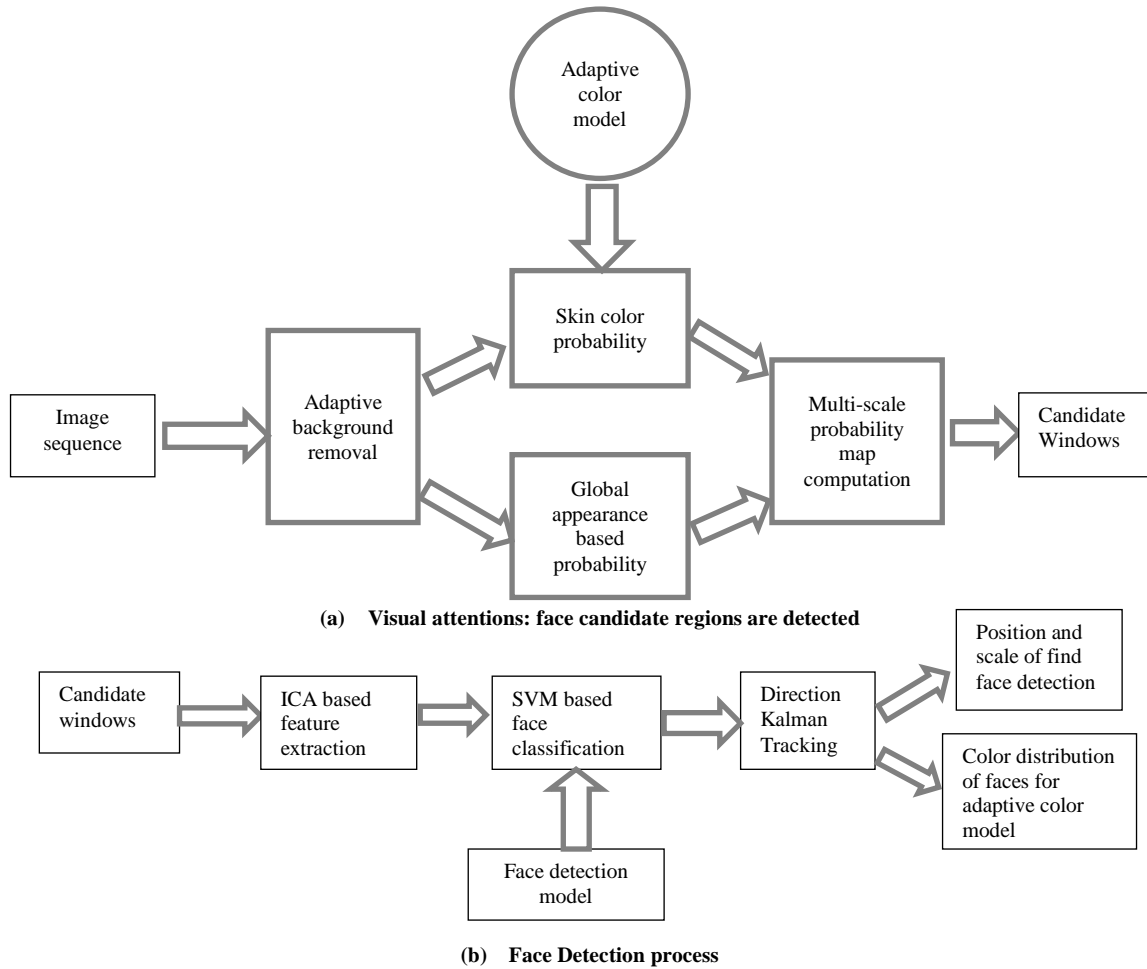 Adaptive
color
model
Skin color
probability
Image
sequence
Adaptive
background
removal
Multi-scale
probability
map
computation
Candidate
Windows
Global
appearance
based
probability
(a) Visual attentions: face candidate regions are detected
Candidate
windows
ICA based
feature
extraction
SVM based
face
classification
Direction
Kalman
Tracking
Position and
scale of find
face detection
Color distribution
of faces for
adaptive color
model
Face detection
model
(b) Face Detection process